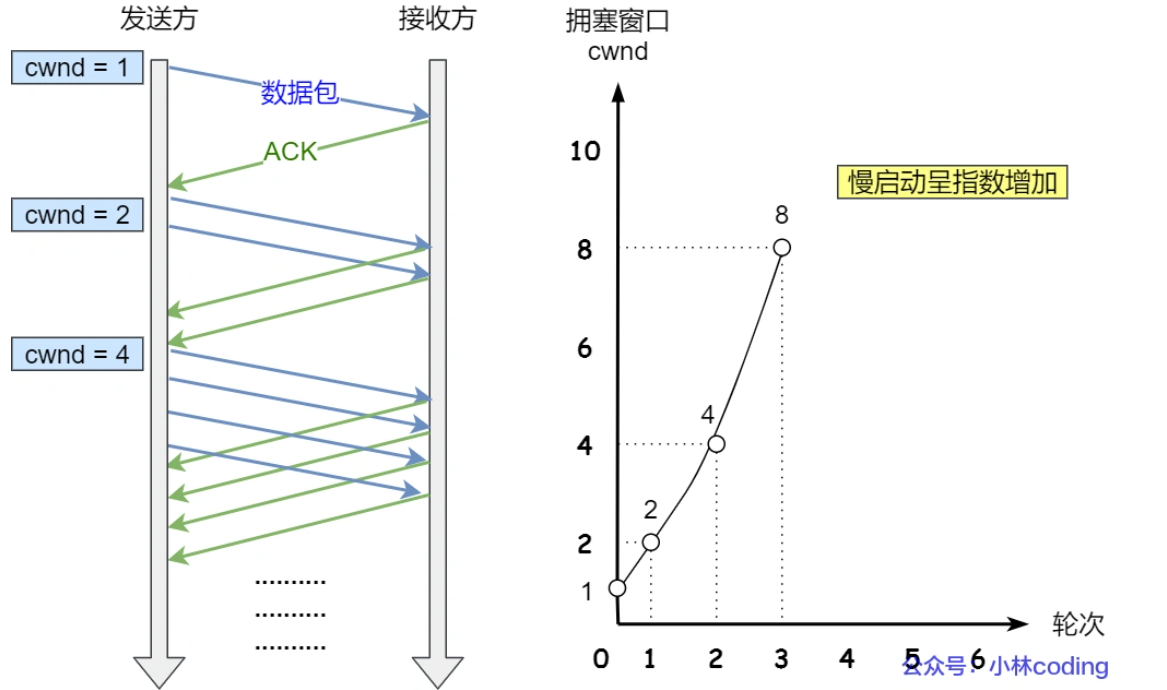 发送方
接收方
cwnd = 1
数据包
ACK
cwnd = 2
cwnd = 4
..........
..........
..........
拥塞窗口
cwnd
10
慢启动呈指数增加
8
8
6
4
4
2
2
1
轮次
0 1 2 3 4 5 6
公众号：小林coding